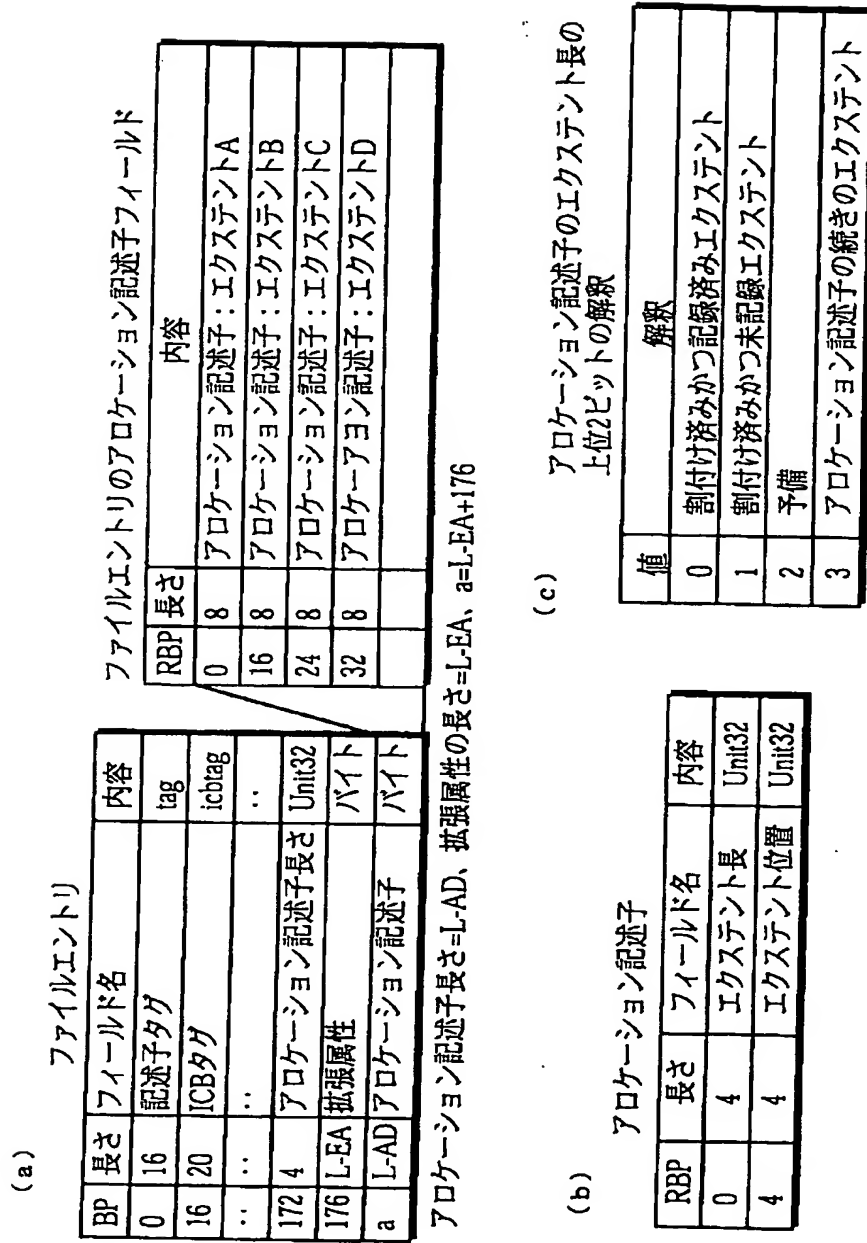 (a)
ファイルエントリ
BP 長さ フィールド名 内容
0 16 記述子タグ tag
16 20 ICBタグ icbtag
: : : :
172 4 アロケーション記述子長さ Unit32
176 L-EA 拡張属性 バイト
a L-AD アロケーション記述子 バイト
ファイルエントリのアロケーション記述子フィールド
RBP 長さ 内容
0 8 アロケーション記述子:エクステントA
16 8 アロケーション記述子:エクステントB
24 8 アロケーション記述子:エクステントC
32 8 アロケーアヨン記述子:エクステントD
アロケーション記述子長さ=L-AD、拡張属性の長さ=L-EA、a=L-EA+176
(b)
アロケーション記述子
RBP 長さ フィールド名 内容
0 4 エクステント長 Unit32
4 4 エクステント位置 Unit32
(c)
アロケーション記述子のエクステント長の
上位2ビットの解釈
値 解釈
0 割付け済みかつ記録済みエクステント
1 割付け済みかつ未記録エクステント
2 予備
3 アロケーション記述子の続きのエクステント